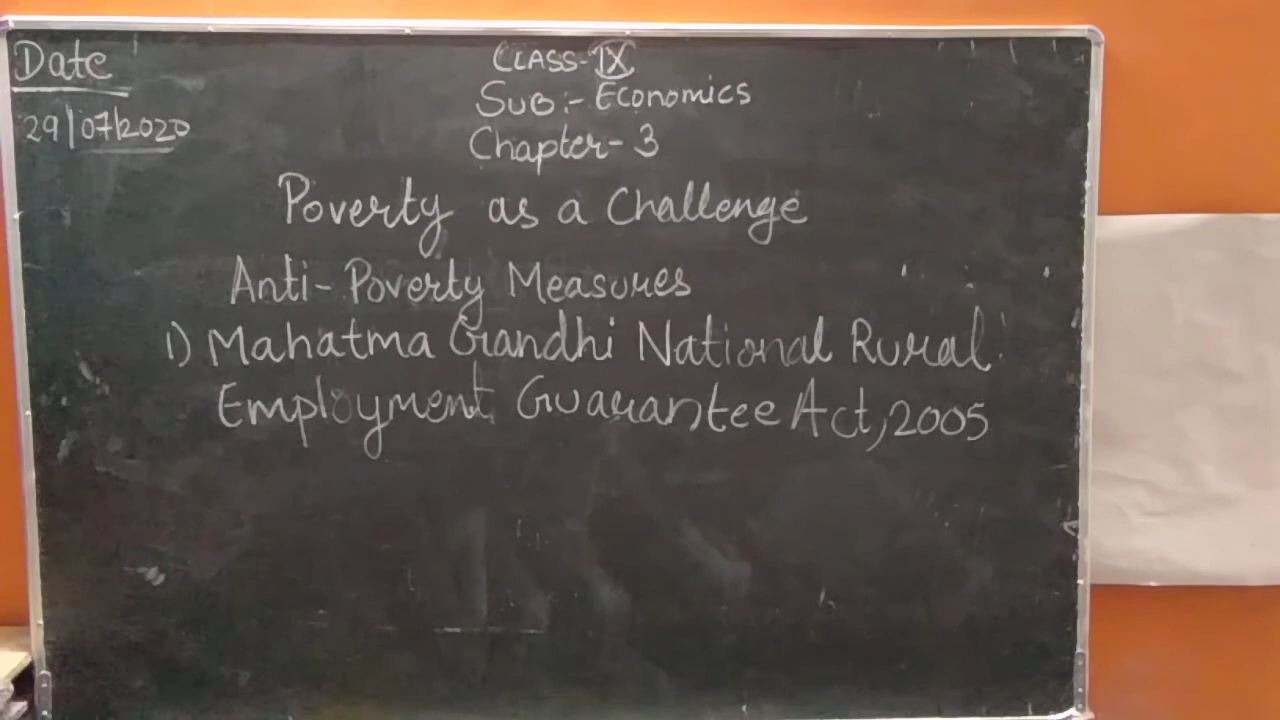 Date
29/07/2020
CLASS-IX
SUB:- ECONOMICS
Chapter-3
Poverty as a Challenge
Anti-Poverty Measures
1) Mahatma Gandhi National Rural
Employment Guarantee Act, 2005